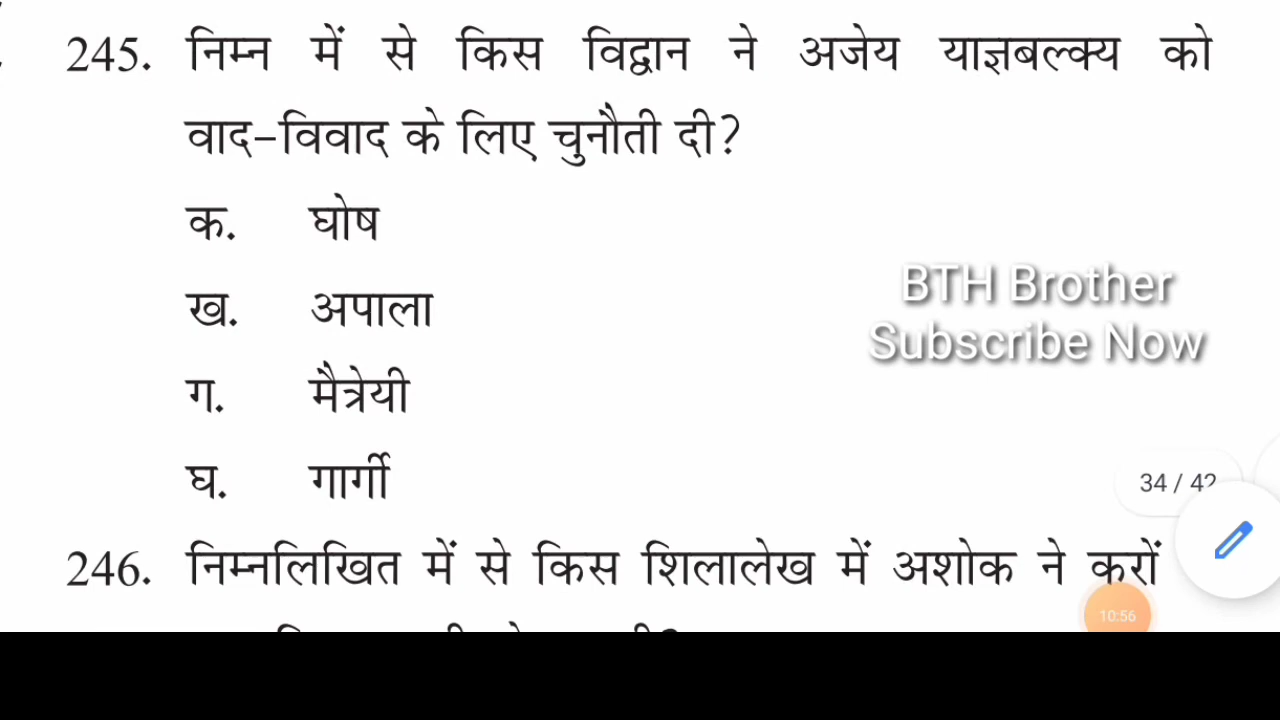 245. निम्न में से किस विद्वान ने अजेय याज्ञबल्क्य को
वाद-विवाद के लिए चुनौती दी?
क. घोष
ख. अपाला
ग. मैत्रेयी
घ. गार्गी
BTH Brother
Subscribe Now
34 / 42
246. निम्नलिखित में से किस शिलालेख में अशोक ने करों
10:56